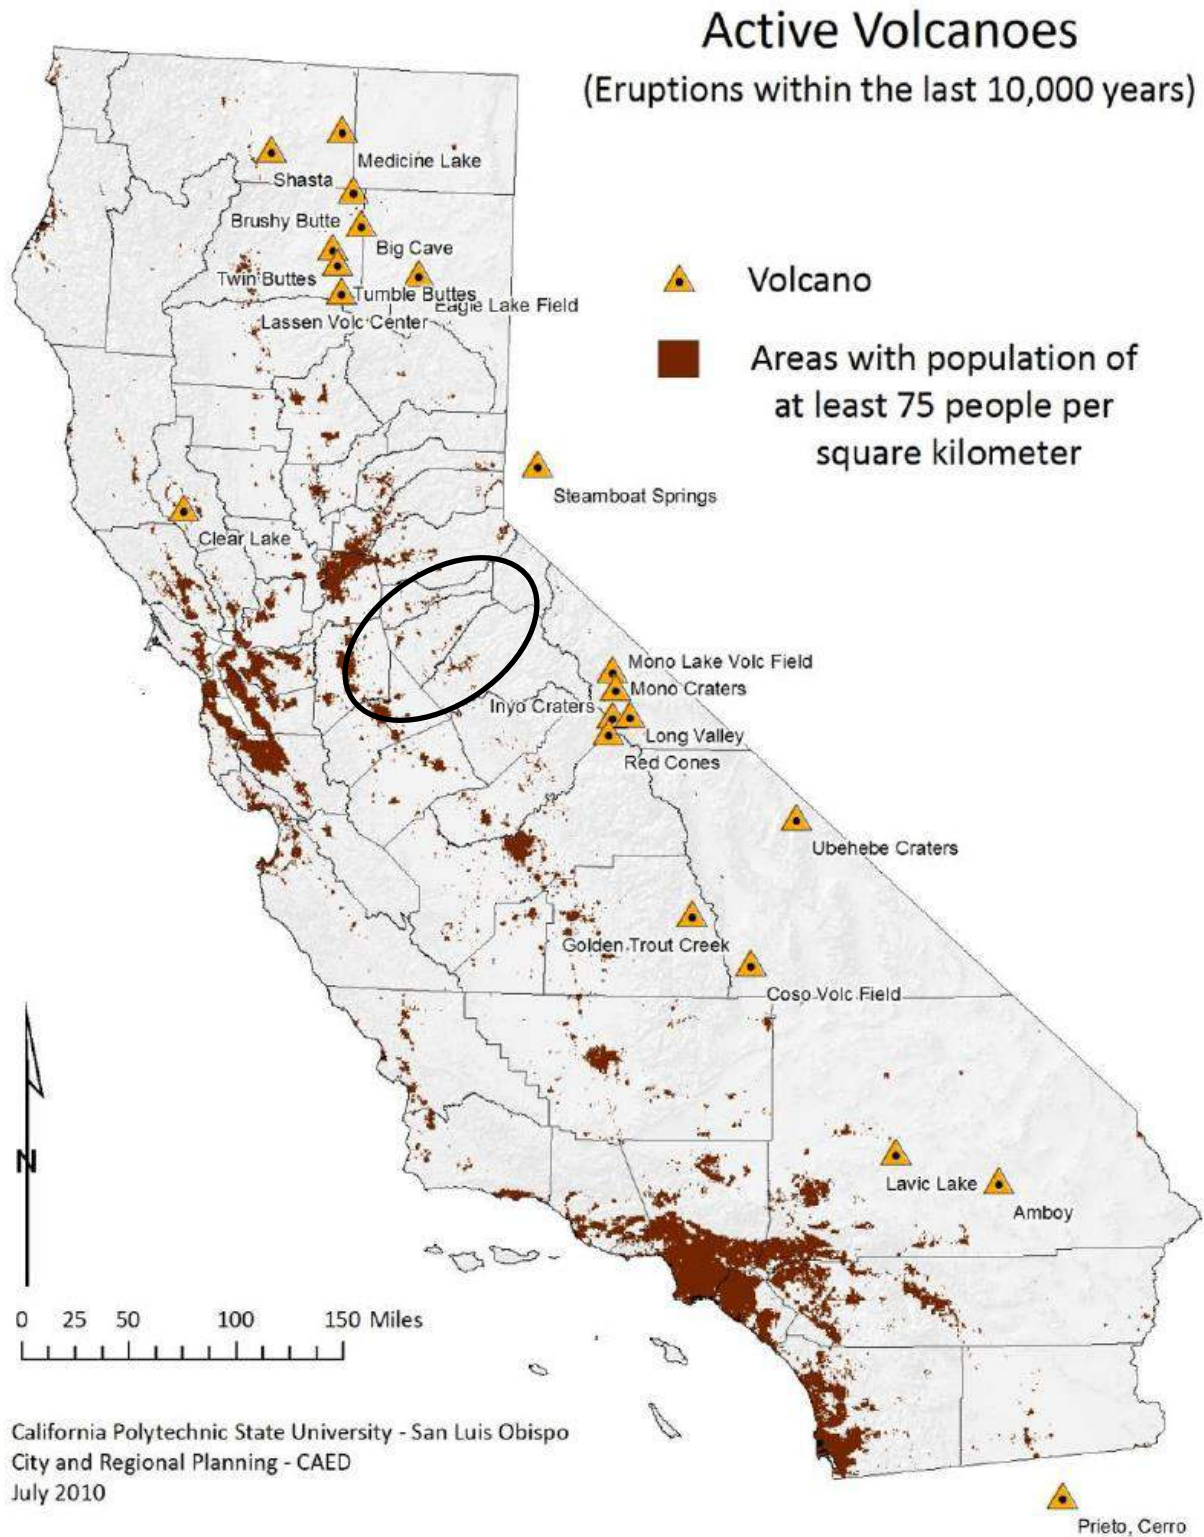 Active Volcanoes
(Eruptions within the last 10,000 years)
Medicine Lake
Shasta
Brushy Butte
Big Cave
Twin Buttes
Tumble Buttes
Eagle Lake Field
Lassen Volc Center
Volcano
Areas with population of
at least 75 people per
square kilometer
Steamboat Springs
Clear Lake
Mono Lake Volc Field
Mono Craters
Inyo Craters
Long Valley
Red Cones
Ubehebe Craters
Golden Trout Creek
Coso Volc Field
N
Lavic Lake
Amboy
0 25 50 100 150 Miles
California Polytechnic State University - San Luis Obispo
City and Regional Planning - CAED
July 2010
Prieto, Cerro